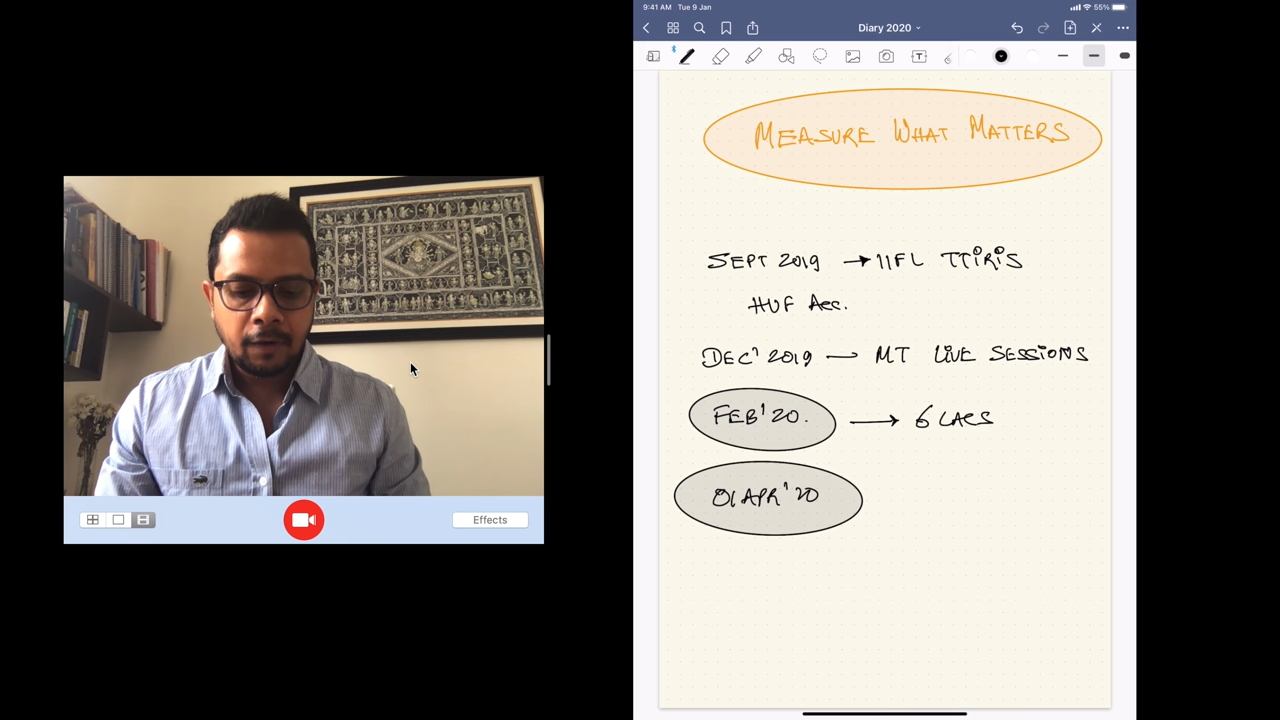 9:41 AM Tue 9 Jan
55%
Diary 2020
Effects
MEASURE WHAT MATTERS
SEPT 2019 → IIFL TTIRIS
HUF Acc.
DEC' 2019 — MT LIVE SESSIONS
FEB' 20. → 6 LACS
01 APR' 20